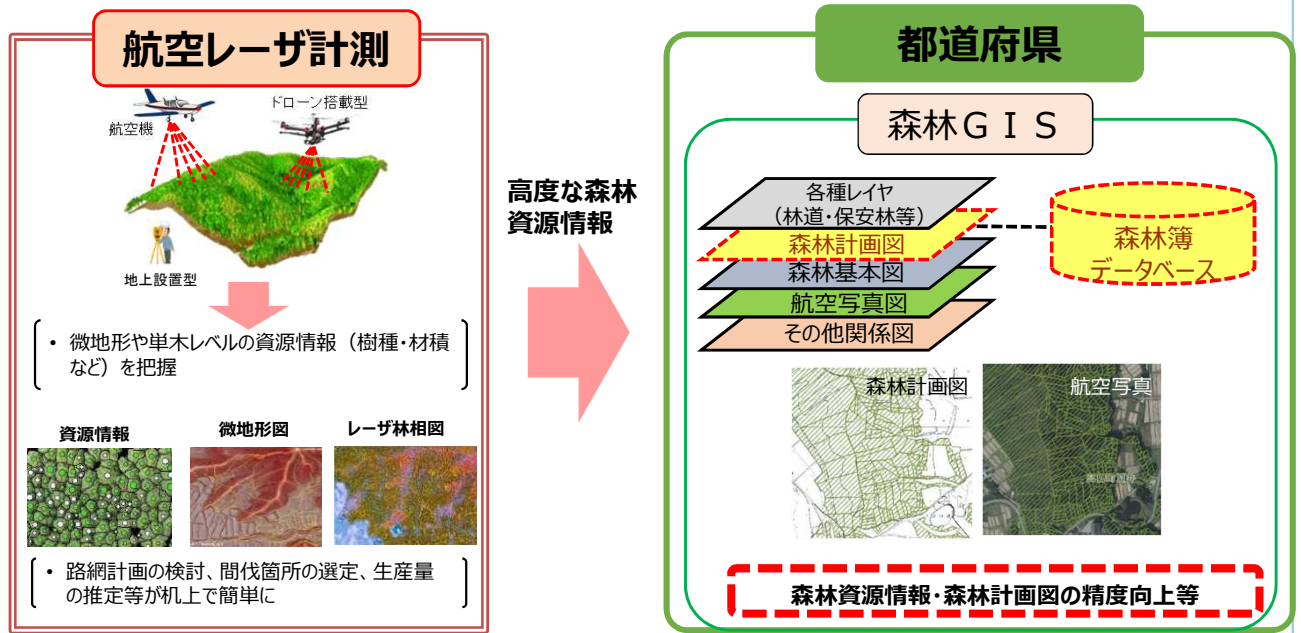 航空レーザ計測
航空機
ドローン搭載型
地上設置型
・ 微地形や単木レベルの資源情報（樹種・材積
など）を把握
資源情報
微地形図
レーザ林相図
・ 路網計画の検討、間伐箇所の選定、生産量
の推定等が机上で簡単に
高度な森林
資源情報
都道府県
森林ＧＩＳ
各種レイヤ
（林道・保安林等）
森林計画図
森林基本図
航空写真図
その他関係図
森林簿
データベース
森林計画図
航空写真
森林資源情報・森林計画図の精度向上等